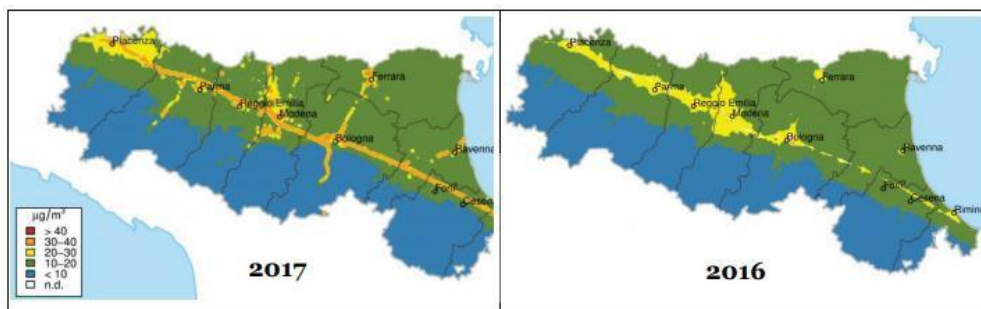 Piacenza
Parma
Reggio Emilia
Modena
Ferrara
Bologna
Ravenna
Forlì
Cesena
µg/m³
> 40
30–40
20–30
10–20
< 10
n.d.
2017
Piacenza
Parma
Reggio Emilia
Modena
Ferrara
Bologna
Ravenna
Forlì
Cesena
Rimini
2016